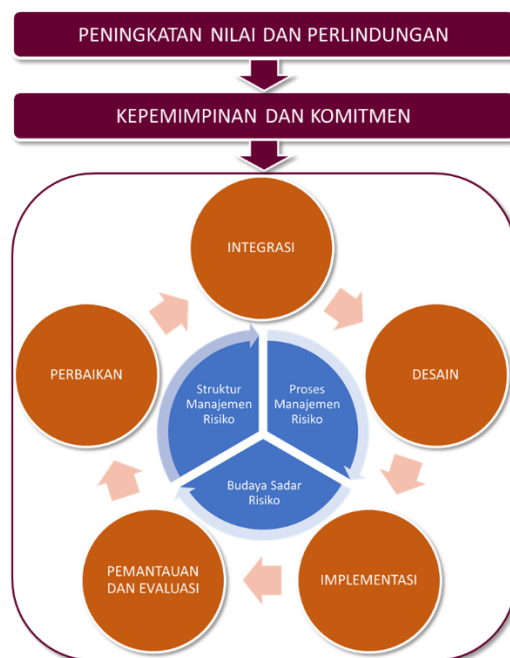 PENINGKATAN NILAI DAN PERLINDUNGAN
KEPEMIMPINAN DAN KOMITMEN
INTEGRASI
PERBAIKAN
DESAIN
Struktur
Manajemen
Risiko
Proses
Manajemen
Risiko
Budaya Sadar
Risiko
PEMANTAUAN
DAN EVALUASI
IMPLEMENTASI